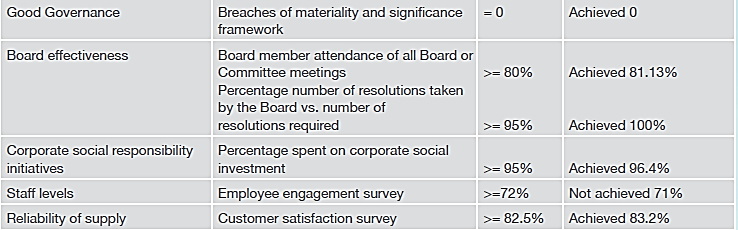 Good Governance Breaches of materiality and significance = 0 Achieved 0
framework
Board effectiveness Board member attendance of all Board or
Committee meetings >= 80% Achieved 81.13%
Percentage number of resolutions taken
by the Board vs. number of
resolutions required >= 95% Achieved 100%
Corporate social responsibility Percentage spent on corporate social
initiatives investment >= 95% Achieved 96.4%
Staff levels Employee engagement survey >=72% Not achieved 71%
Reliability of supply Customer satisfaction survey >= 82.5% Achieved 83.2%